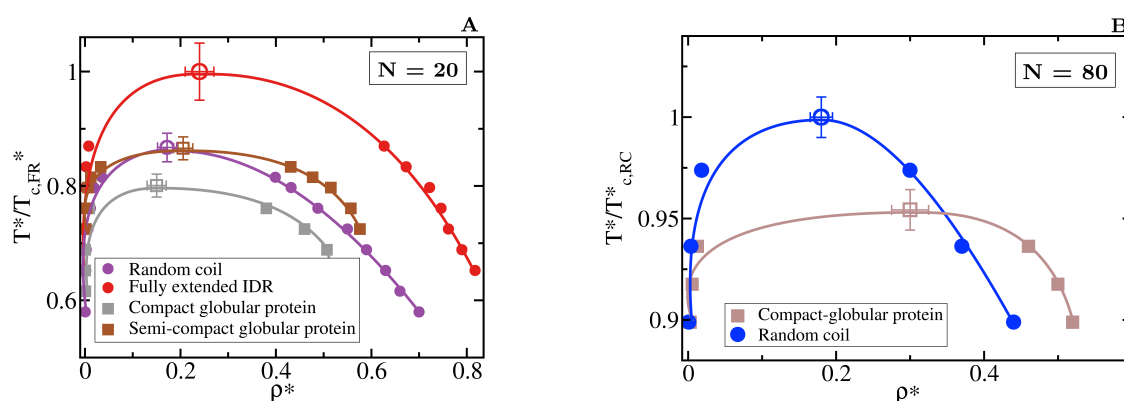 A
N = 20
1
0.8
0.6
T*/T_{c,FR}*
Random coil
Fully extended IDR
Compact globular protein
Semi-compact globular protein
0 0.2 0.4 0.6 0.8
ρ*
B
N = 80
1
0.95
0.9
T*/T*_{c,RC}
Compact-globular protein
Random coil
0 0.2 0.4
ρ*